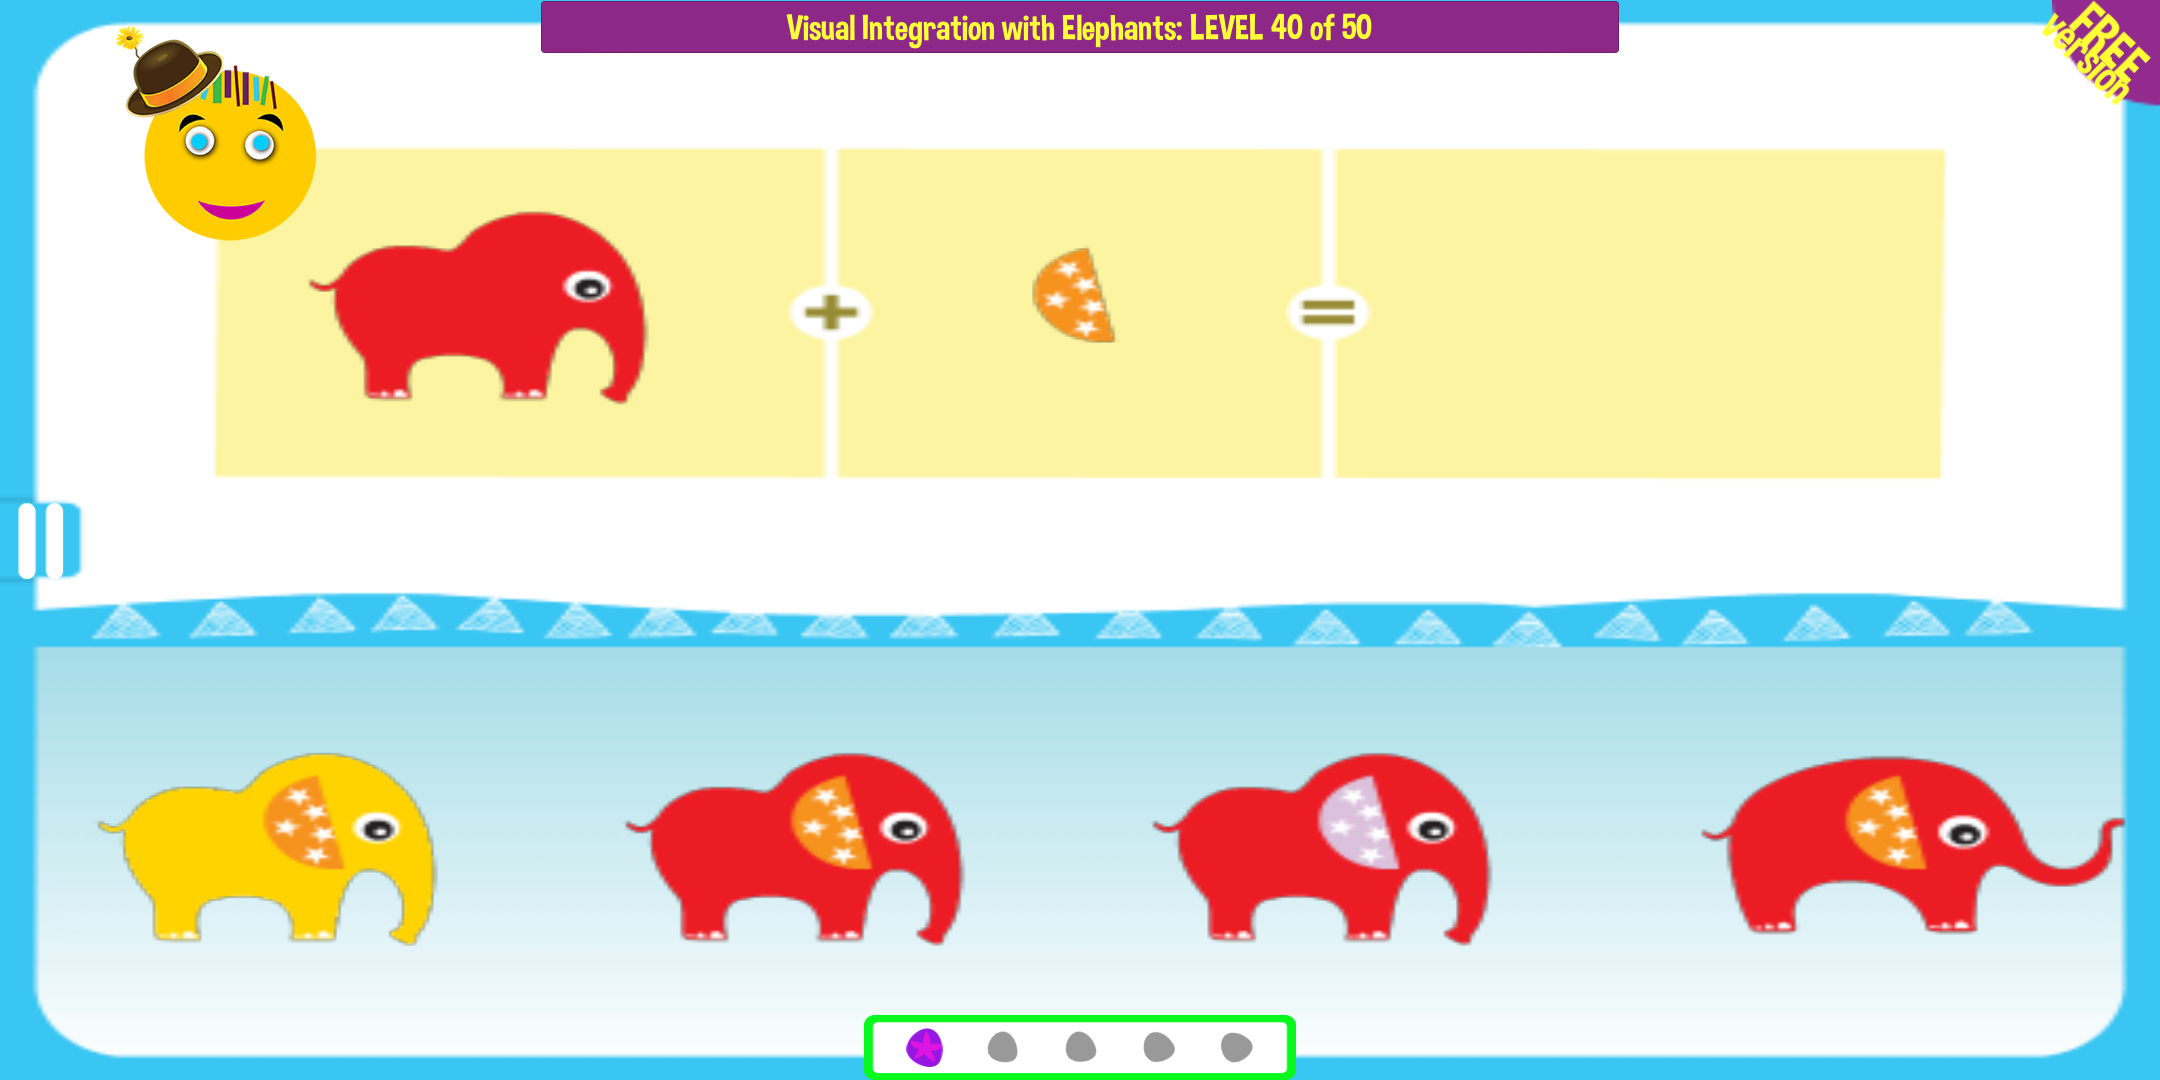 Visual Integration with Elephants: LEVEL 40 of 50
FREE
version